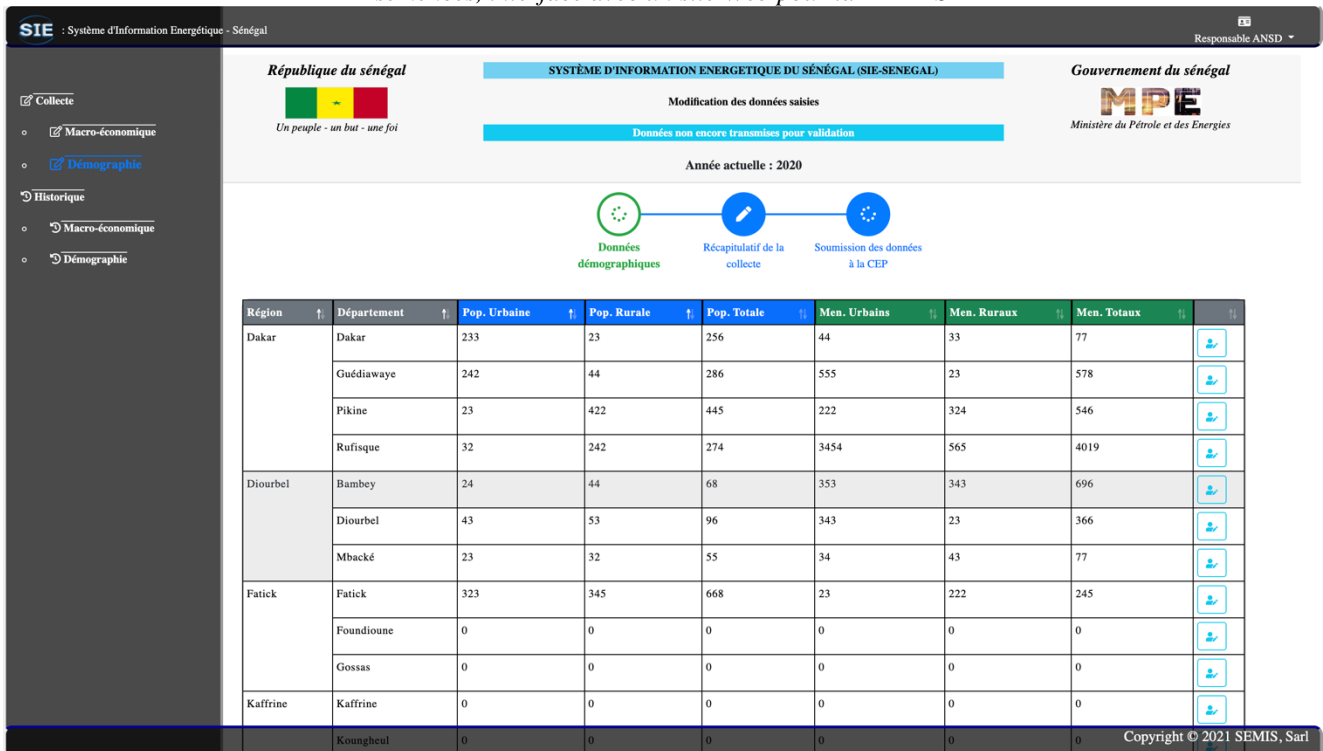 SIE : Système d'Information Energétique - Sénégal
Responsable ANSD
Collecte
Macro-économique
Démographie
Historique
Macro-économique
Démographie
République du sénégal
Un peuple - un but - une foi
SYSTÈME D'INFORMATION ENERGETIQUE DU SÉNÉGAL (SIE-SENEGAL)
Modification des données saisies
Données non encore transmises pour validation
Année actuelle : 2020
Gouvernement du sénégal
MPE
Ministère du Pétrole et des Energies
Données
démographiques
Récapitulatif de la
collecte
Soumission des données
à la CEP
Région Département Pop. Urbaine Pop. Rurale Pop. Totale Men. Urbains Men. Ruraux Men. Totaux
Dakar Dakar 233 23 256 44 33 77
Guédiawaye 242 44 286 555 23 578
Pikine 23 422 445 222 324 546
Rufisque 32 242 274 3454 565 4019
Diourbel Bambey 24 44 68 353 343 696
Diourbel 43 53 96 343 23 366
Mbacké 23 32 55 34 43 77
Fatick Fatick 323 345 668 23 222 245
Foundioune 0 0 0 0 0 0
Gossas 0 0 0 0 0 0
Kaffrine Kaffrine 0 0 0 0 0 0
Koungheul 0 0 0 0 0 0
Copyright © 2021 SEMIS, Sarl